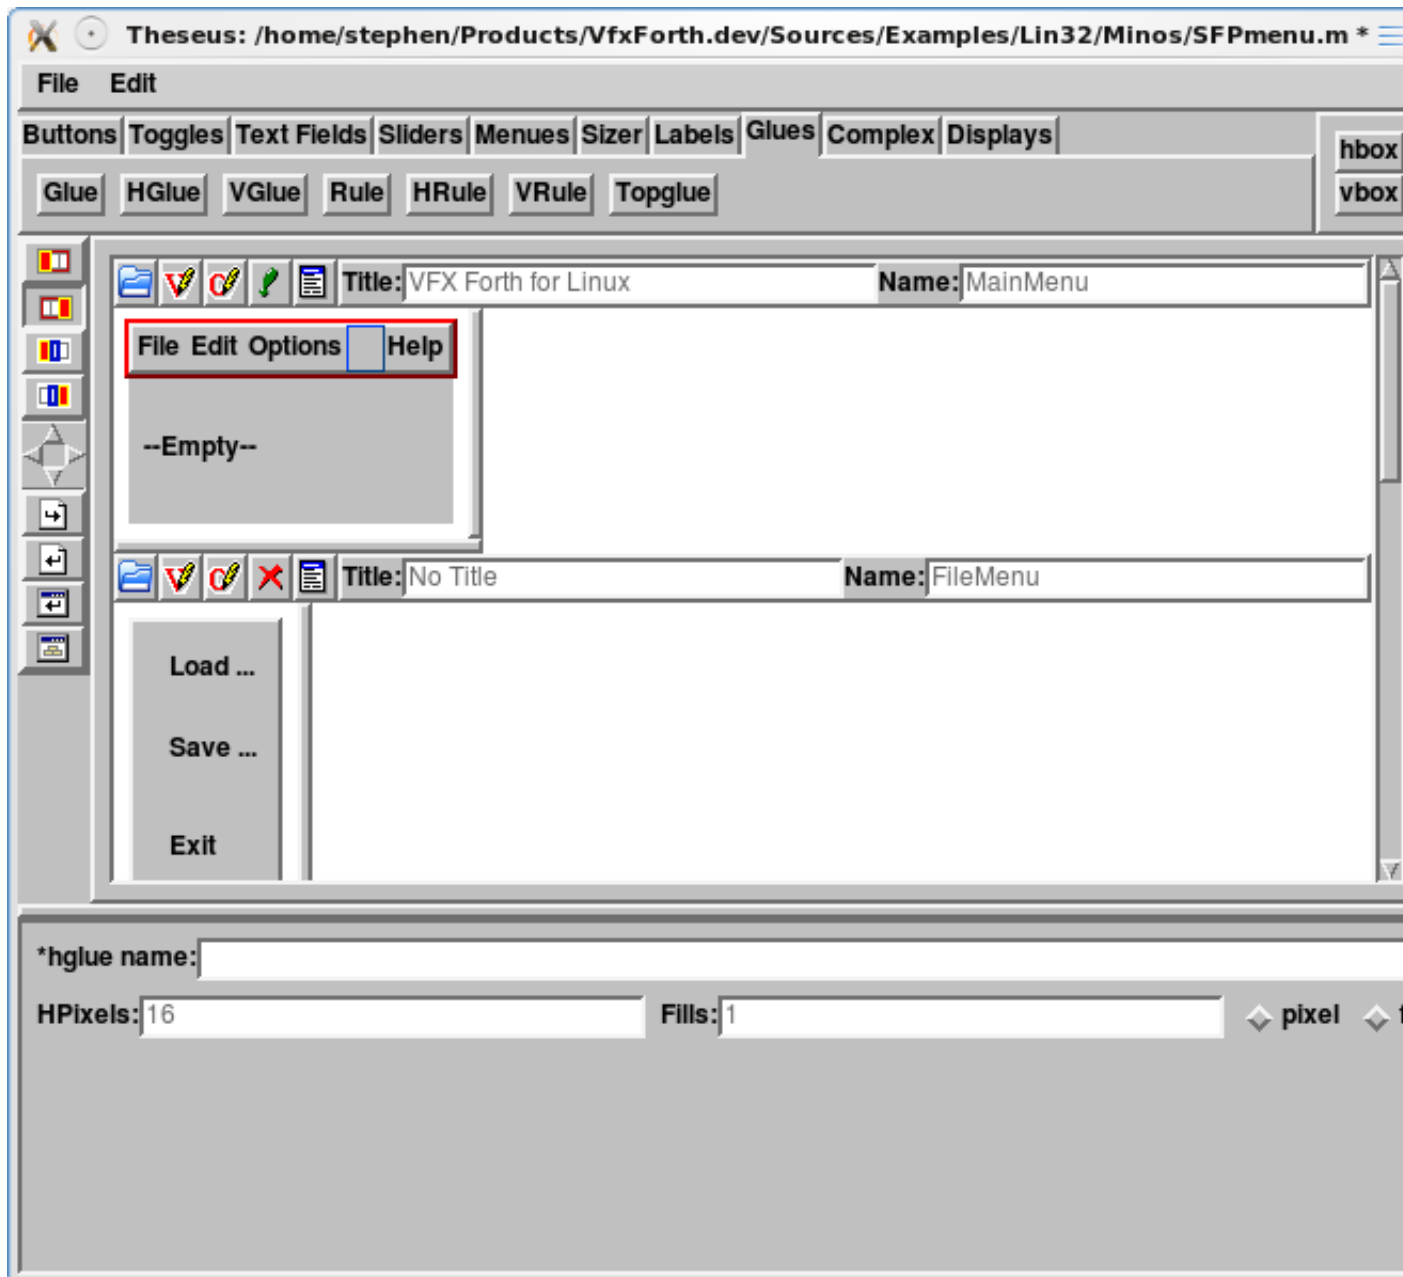 Theseus: /home/stephen/Products/VfxForth.dev/Sources/Examples/Lin32/Minos/SFPmenu.m *
File Edit
Buttons Toggles Text Fields Sliders Menues Sizer Labels Glues Complex Displays
hbox
Glue HGlue VGlue Rule HRule VRule Topglue
vbox
Title: VFX Forth for Linux Name: MainMenu
File Edit Options Help
--Empty--
Title: No Title Name: FileMenu
Load ...
Save ...
Exit
*hglue name:
HPixels: 16 Fills: 1 pixel f